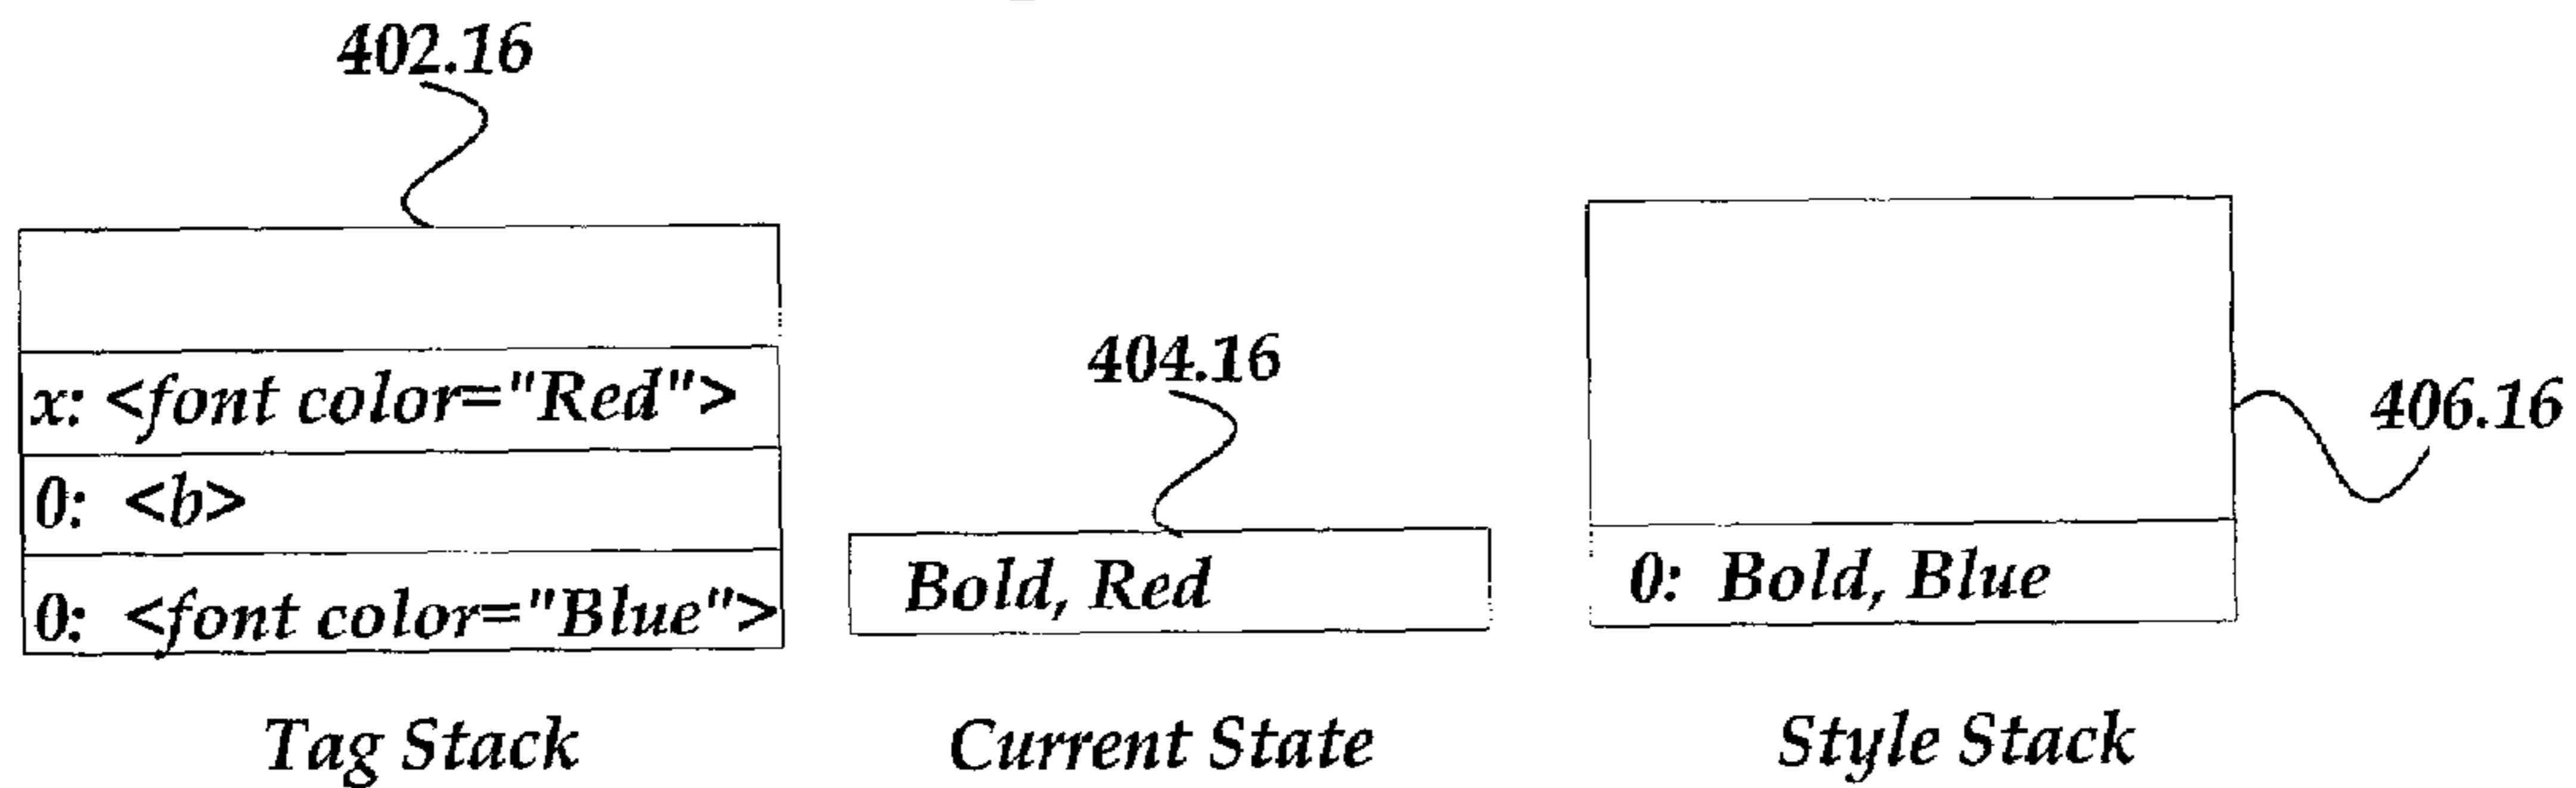 402.16
x: <font color="Red">
0: <b>
0: <font color="Blue">
Tag Stack
404.16
Bold, Red
Current State
406.16
0: Bold, Blue
Style Stack